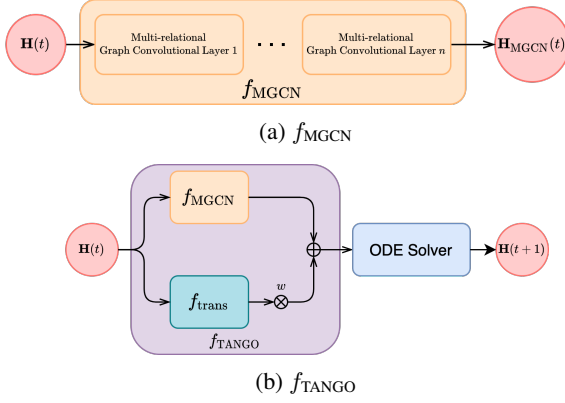 H(t)
Multi-relational
Graph Convolutional Layer 1
· · ·
Multi-relational
Graph Convolutional Layer n
H_MGCN(t)
f_MGCN
(a) f_MGCN
f_MGCN
H(t)
ODE Solver
H(t + 1)
w
f_trans
f_TANGO
(b) f_TANGO